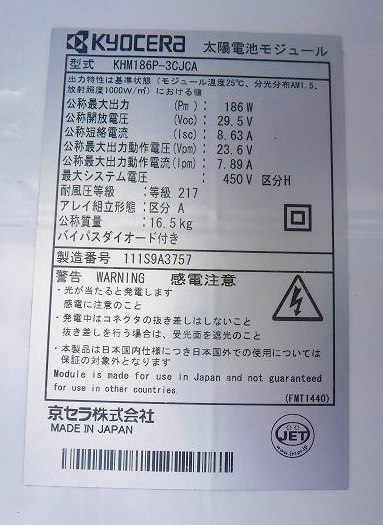 KYOCERA 太陽電池モジュール
型式 KHM186P-3CJCA
出力特性は基準状態(モジュール温度25℃、分光分布AM1.5、
放射照度1000W/㎡)における値
公称最大出力 (Pm) : 186W
公称開放電圧 (Voc): 29.5V
公称短絡電流 (Isc): 8.63A
公称最大出力動作電圧(Vpm): 23.6V
公称最大出力動作電流(Ipm): 7.89A
最大システム電圧 : 450V 区分H
耐風圧等級 :等級 217
アレイ組立形態 :区分 A
公称質量 : 16.5kg
バイパスダイオード付き
製造番号 111S9A3757
警告 WARNING 感電注意
・光が当たると発電します
感電に注意のこと
・発電中はコネクタの抜き差しはしないこと
抜き差しを行う場合は、受光面を遮光のこと
・本製品は日本国内仕様につき日本国外での使用については
保証の対象外となります。
Module is made for use in Japan and not guaranteed
for use in other countries.
(FMT1440)
京セラ株式会社
MADE IN JAPAN
JET
www.jet.or.jp